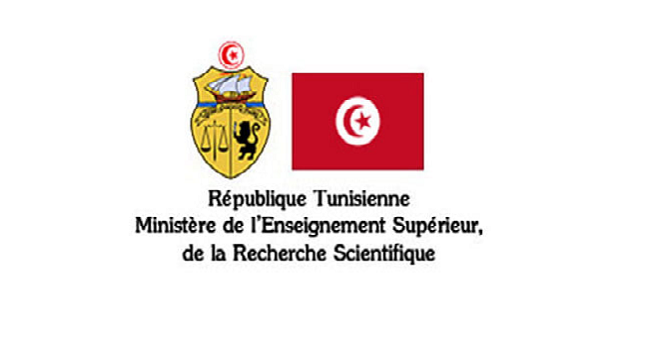 République Tunisienne
Ministère de l'Enseignement Supérieur,
de la Recherche Scientifique